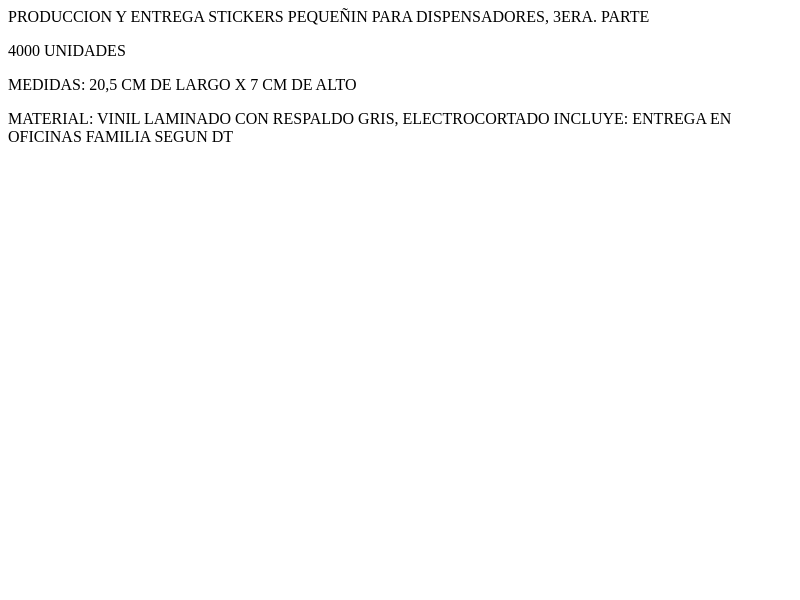 PRODUCCION Y ENTREGA STICKERS PEQUEÑIN PARA DISPENSADORES, 3ERA. PARTE
4000 UNIDADES
MEDIDAS: 20,5 CM DE LARGO X 7 CM DE ALTO
MATERIAL: VINIL LAMINADO CON RESPALDO GRIS, ELECTROCORTADO INCLUYE: ENTREGA EN
OFICINAS FAMILIA SEGUN DT